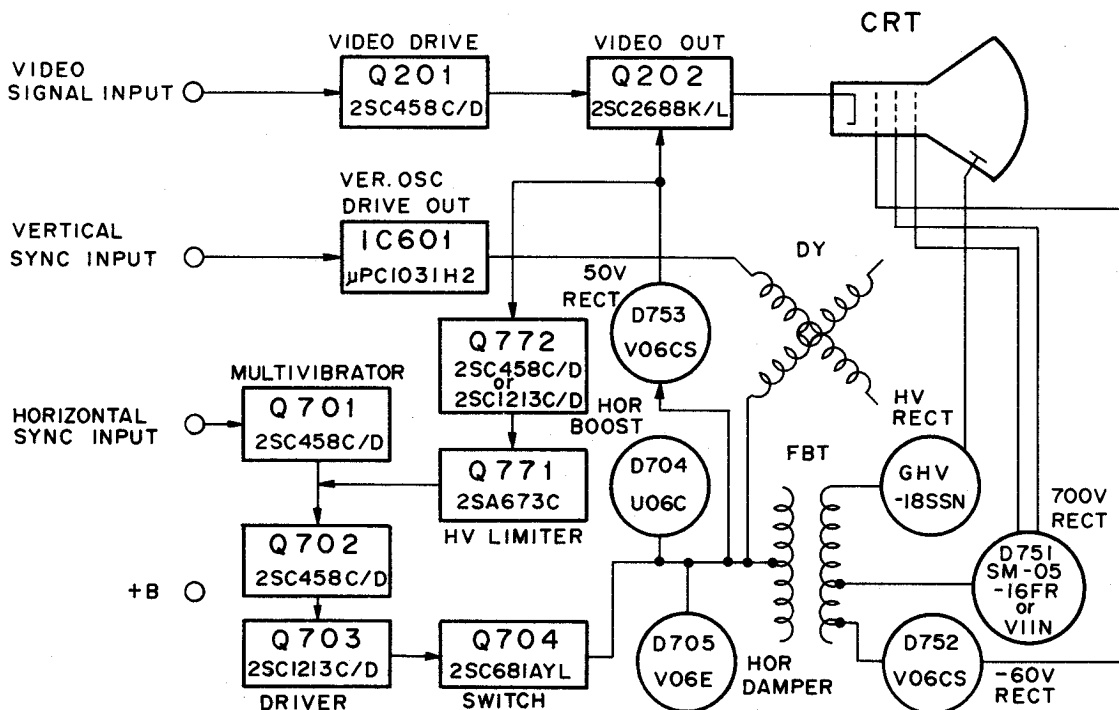 CRT
VIDEO
SIGNAL INPUT
VIDEO DRIVE
Q201
2SC458C/D
VIDEO OUT
Q202
2SC2688K/L
VERTICAL
SYNC INPUT
VER. OSC
DRIVE OUT
IC601
µPC1031H2
50V
RECT
D753
V06CS
DY
Q772
2SC458C/D
or
2SC1213C/D
HOR
BOOST
D704
U06C
HV
RECT
GHV
-18SSN
MULTIVIBRATOR
HORIZONTAL
SYNC INPUT
Q701
2SC458C/D
Q771
2SA673C
HV LIMITER
FBT
700V
RECT
D751
SM-05
-16FR
or
V11N
Q702
2SC458C/D
+B
Q703
2SC1213C/D
DRIVER
Q704
2SC681AYL
SWITCH
D705
V06E
HOR
DAMPER
D752
V06CS
-60V
RECT